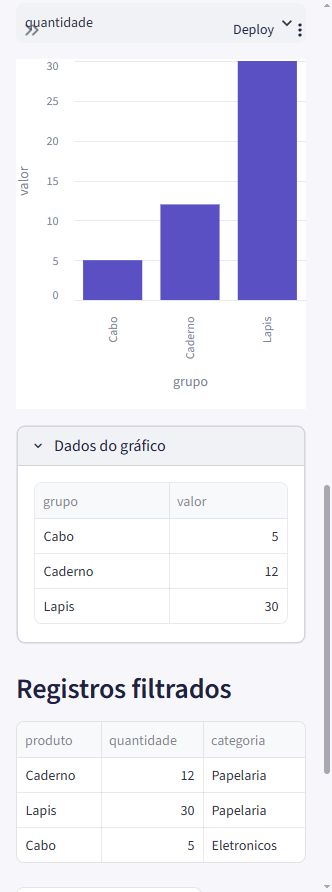 quantidade
Deploy
30
25
20
15
10
5
0
valor
Cabo
Caderno
Lapis
grupo
Dados do gráfico
grupo valor
Cabo 5
Caderno 12
Lapis 30
Registros filtrados
produto quantidade categoria
Caderno 12 Papelaria
Lapis 30 Papelaria
Cabo 5 Eletronicos